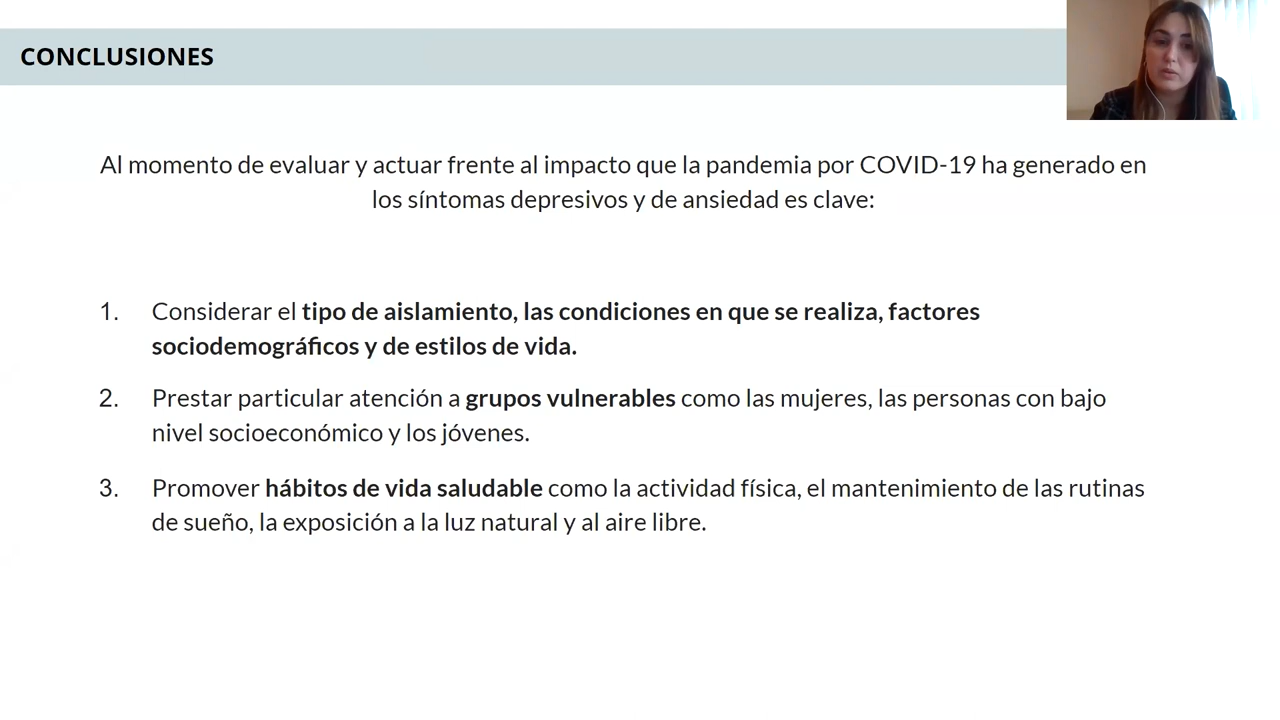 CONCLUSIONES
Al momento de evaluar y actuar frente al impacto que la pandemia por COVID-19 ha generado en
los síntomas depresivos y de ansiedad es clave:
1. Considerar el tipo de aislamiento, las condiciones en que se realiza, factores
sociodemográficos y de estilos de vida.
2. Prestar particular atención a grupos vulnerables como las mujeres, las personas con bajo
nivel socioeconómico y los jóvenes.
3. Promover hábitos de vida saludable como la actividad física, el mantenimiento de las rutinas
de sueño, la exposición a la luz natural y al aire libre.